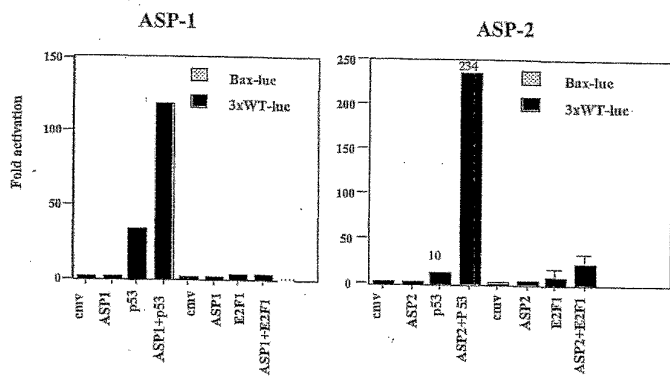 ASP-1
ASP-2
Fold activation
150
100
50
0
Bax-luc
3xWT-luc
cmv
ASP1
p53
ASP1+p53
cmv
ASP1
E2F1
ASP1+E2F1
250
200
150
100
50
0
234
10
Bax-luc
3xWT-luc
cmv
ASP2
p53
ASP2+P53
cmv
ASP2
E2F1
ASP2+E2F1